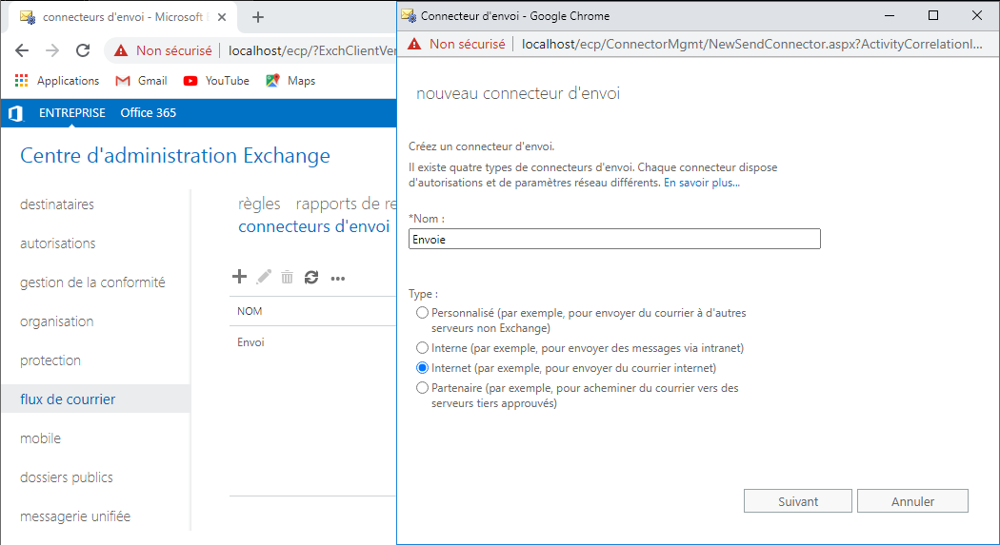 connecteurs d'envoi - Microsoft
Non sécurisé
localhost/ecp/?ExchClientVer
Applications
Gmail
YouTube
Maps
ENTREPRISE
Office 365
Centre d'administration Exchange
destinataires
autorisations
gestion de la conformité
organisation
protection
flux de courrier
mobile
dossiers publics
messagerie unifiée
règles
rapports de re
connecteurs d'envoi
NOM
Envoi
Connecteur d'envoi - Google Chrome
Non sécurisé
localhost/ecp/ConnectorMgmt/NewSendConnector.aspx?ActivityCorrelationI...
nouveau connecteur d'envoi
Créez un connecteur d'envoi.
Il existe quatre types de connecteurs d'envoi. Chaque connecteur dispose
d'autorisations et de paramètres réseau différents. En savoir plus...
*Nom :
Envoie
Type :
Personnalisé (par exemple, pour envoyer du courrier à d'autres
serveurs non Exchange)
Interne (par exemple, pour envoyer des messages via intranet)
Internet (par exemple, pour envoyer du courrier internet)
Partenaire (par exemple, pour acheminer du courrier vers des
serveurs tiers approuvés)
Suivant
Annuler